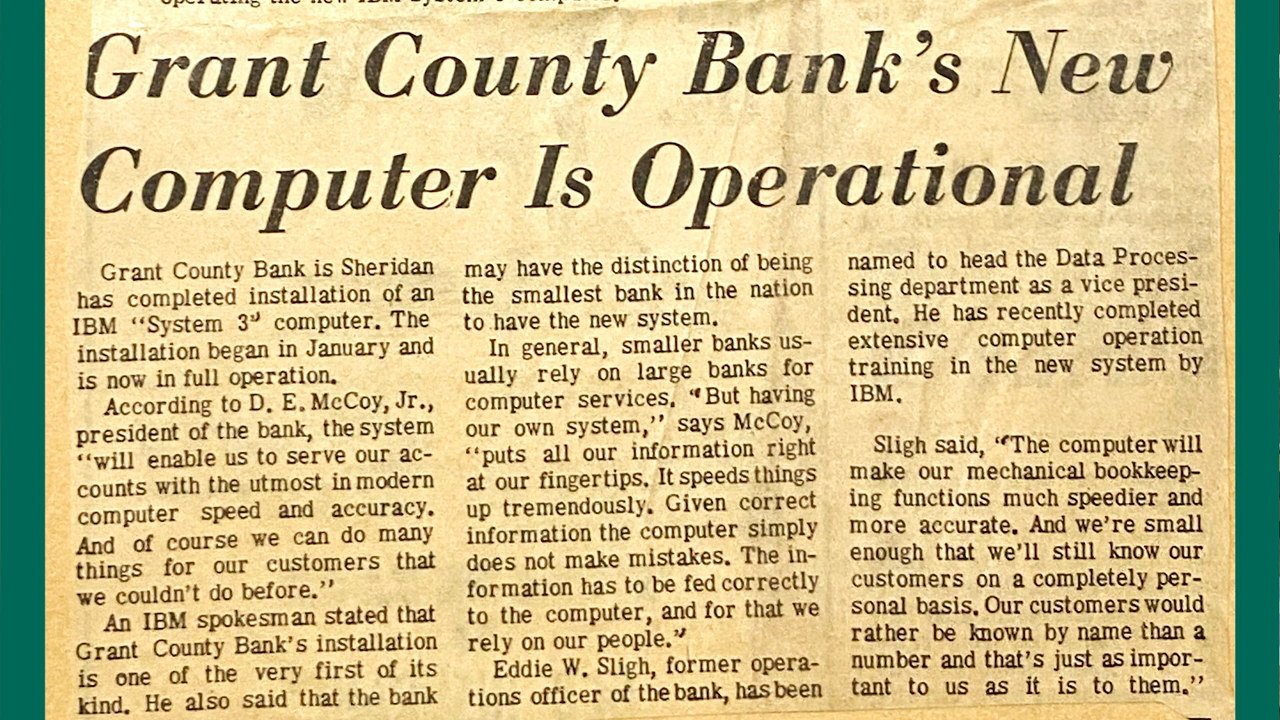 operating the new IBM System
Grant County Bank's New
Computer Is Operational
Grant County Bank is Sheridan
has completed installation of an
IBM "System 3" computer. The
installation began in January and
is now in full operation.
According to D. E. McCoy, Jr.,
president of the bank, the system
"will enable us to serve our ac-
counts with the utmost in modern
computer speed and accuracy.
And of course we can do many
things for our customers that
we couldn't do before."
An IBM spokesman stated that
Grant County Bank's installation
is one of the very first of its
kind. He also said that the bank
may have the distinction of being
the smallest bank in the nation
to have the new system.
In general, smaller banks us-
ually rely on large banks for
computer services. "But having
our own system," says McCoy,
"puts all our information right
at our fingertips. It speeds things
up tremendously. Given correct
information the computer simply
does not make mistakes. The in-
formation has to be fed correctly
to the computer, and for that we
rely on our people."
Eddie W. Sligh, former opera-
tions officer of the bank, has been
named to head the Data Proces-
sing department as a vice presi-
dent. He has recently completed
extensive computer operation
training in the new system by
IBM.
Sligh said, "The computer will
make our mechanical bookkeep-
ing functions much speedier and
more accurate. And we're small
enough that we'll still know our
customers on a completely per-
sonal basis. Our customers would
rather be known by name than a
number and that's just as impor-
tant to us as it is to them."